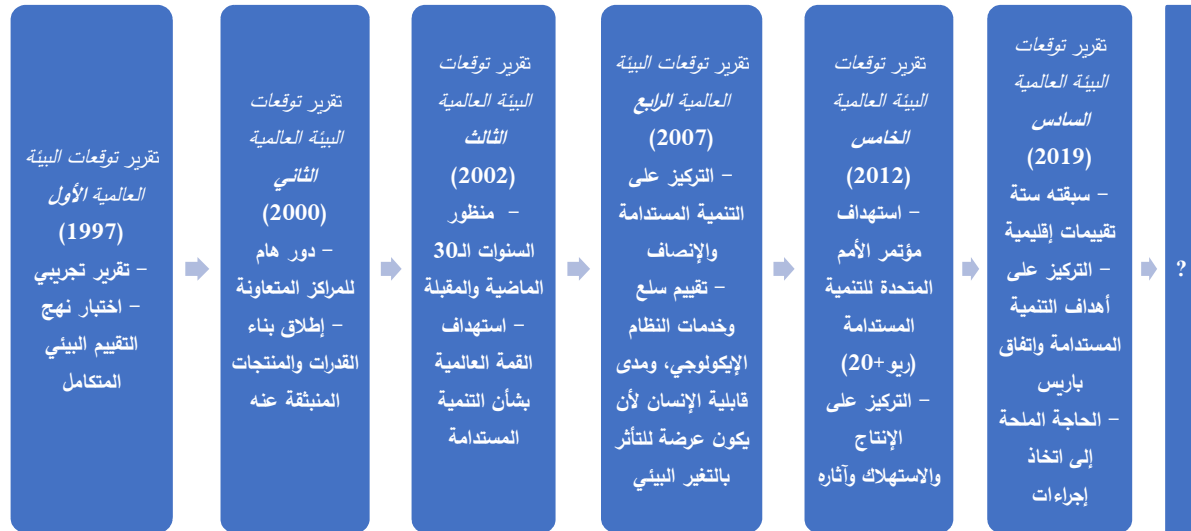 تقرير توقعات البيئة
العالمية الأول
(1997)
- تقرير تجريبي
- اختبار نهج
التقييم البيئي
المتكامل
تقرير توقعات
البيئة العالمية
الثاني
(2000)
- دور هام
للمراكز المتعاونة
- إطلاق بناء
القدرات والمنتجات
المنبثقة عنه
تقرير توقعات
البيئة العالمية
الثالث
(2002)
- منظور
السنوات الـ30
الماضية والمقبلة
- استهداف
القمة العالمية
بشأن التنمية
المستدامة
تقرير توقعات البيئة
العالمية الرابع
(2007)
- التركيز على
التنمية المستدامة
والإنصاف
- تقييم سلع
وخدمات النظام
الإيكولوجي، ومدى
قابلية الإنسان لأن
يكون عرضة للتأثر
بالتغير البيئي
تقرير توقعات
البيئة العالمية
الخامس
(2012)
- استهداف
مؤتمر الأمم
المتحدة للتنمية
المستدامة
(ريو+20)
- التركيز على
الإنتاج
والاستهلاك وآثاره
تقرير توقعات
البيئة العالمية
السادس
(2019)
- سبقته ستة
تقييمات إقليمية
- التركيز على
أهداف التنمية
المستدامة واتفاق
باريس
- الحاجة الملحة
إلى اتخاذ
إجراءات
?